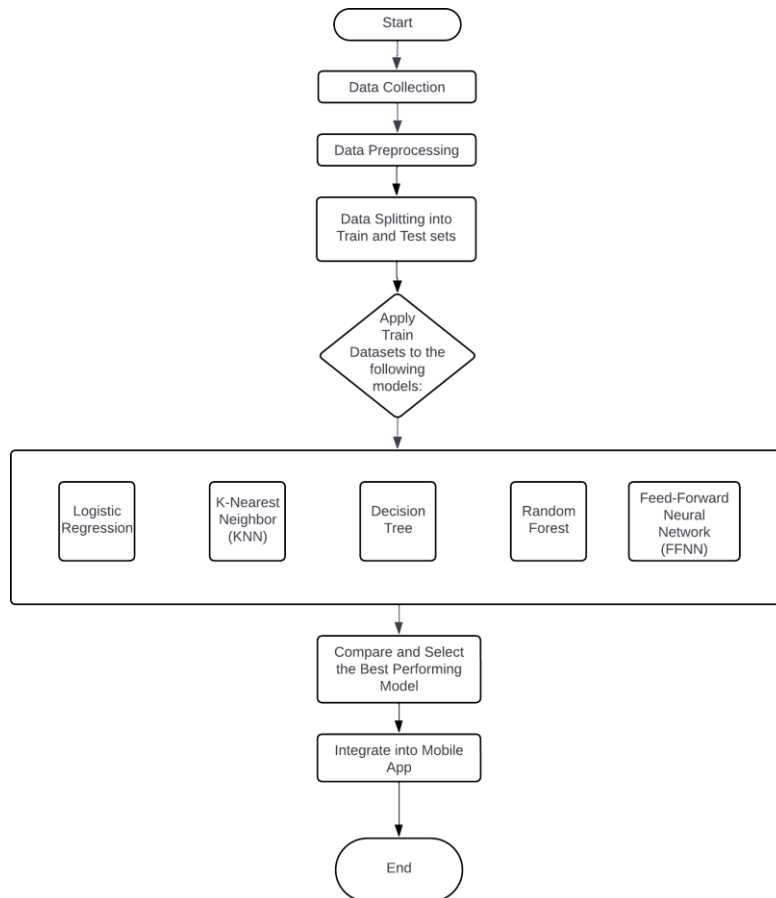 Start
Data Collection
Data Preprocessing
Data Splitting into
Train and Test sets
Apply
Train
Datasets to the
following
models:
Logistic
Regression
K-Nearest
Neighbor
(KNN)
Decision
Tree
Random
Forest
Feed-Forward
Neural
Network
(FFNN)
Compare and Select
the Best Performing
Model
Integrate into Mobile
App
End